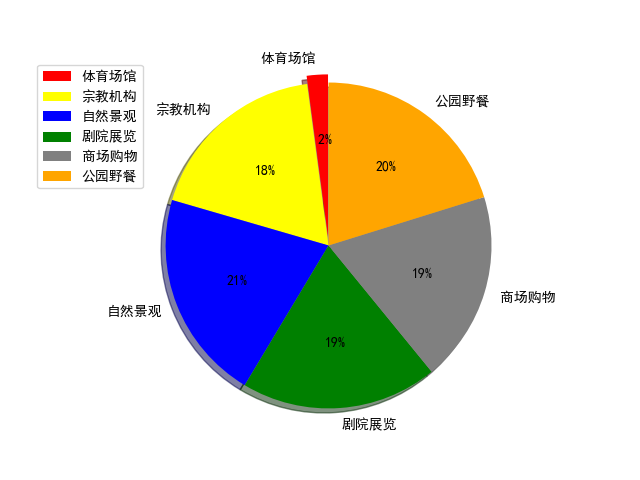 体育场馆
宗教机构
自然景观
剧院展览
商场购物
公园野餐
体育场馆
2%
宗教机构
18%
自然景观
21%
剧院展览
19%
商场购物
19%
公园野餐
20%